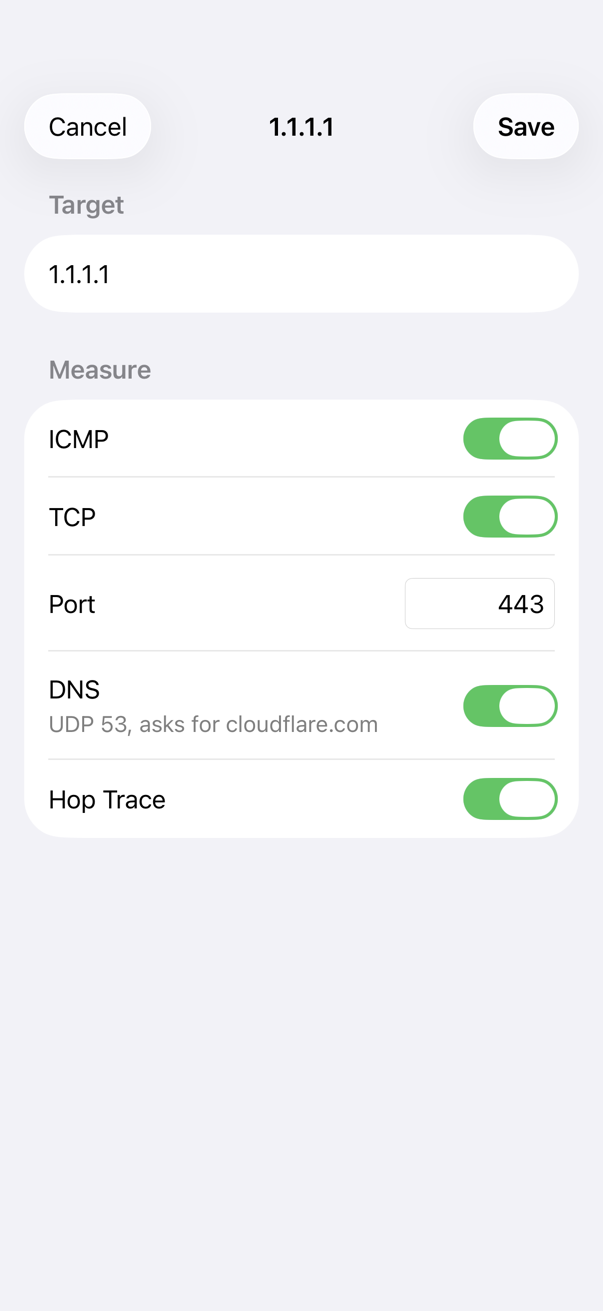 Cancel
1.1.1.1
Save
Target
1.1.1.1
Measure
ICMP
TCP
Port
443
DNS
UDP 53, asks for cloudflare.com
Hop Trace